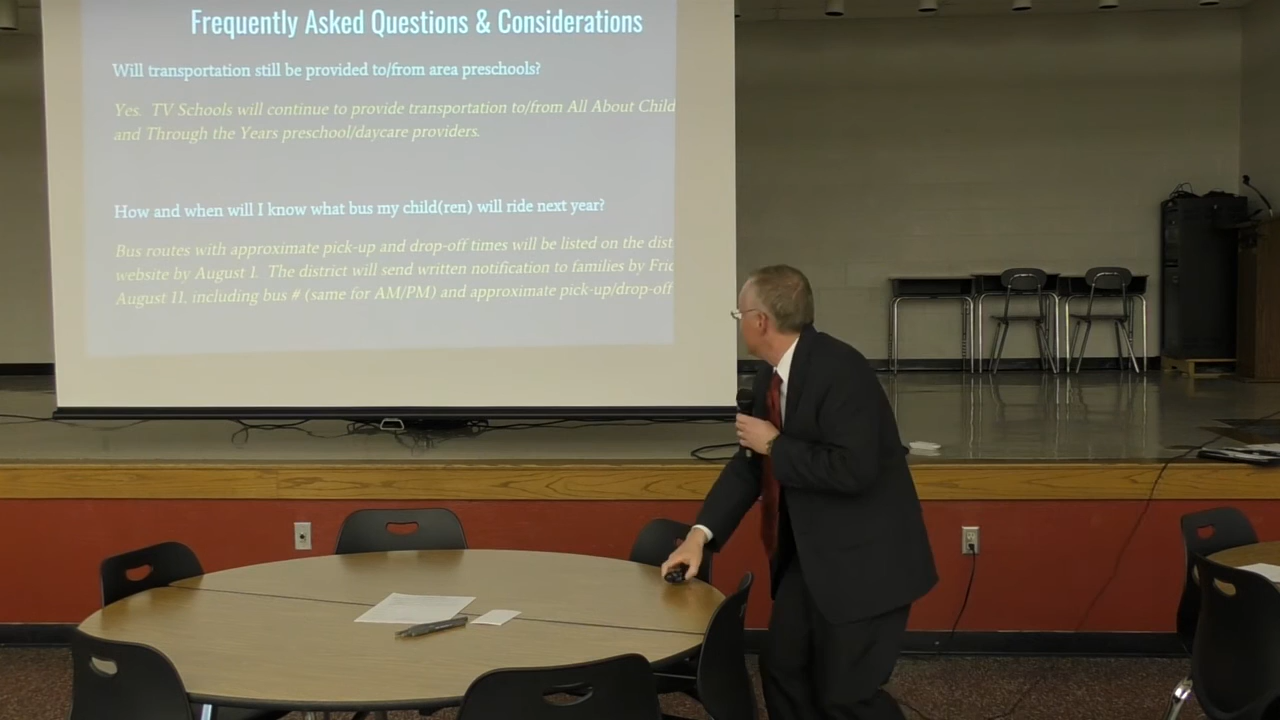 Frequently Asked Questions & Considerations
Will transportation still be provided to/from area preschools?
Yes. TV Schools will continue to provide transportation to/from All About Child
and Through the Years preschool/daycare providers.
How and when will I know what bus my child(ren) will ride next year?
Bus routes with approximate pick-up and drop-off times will be listed on the dist
website by August 1. The district will send written notification to families by Fric
August 11, including bus # (same for AM/PM) and approximate pick-up/drop-off